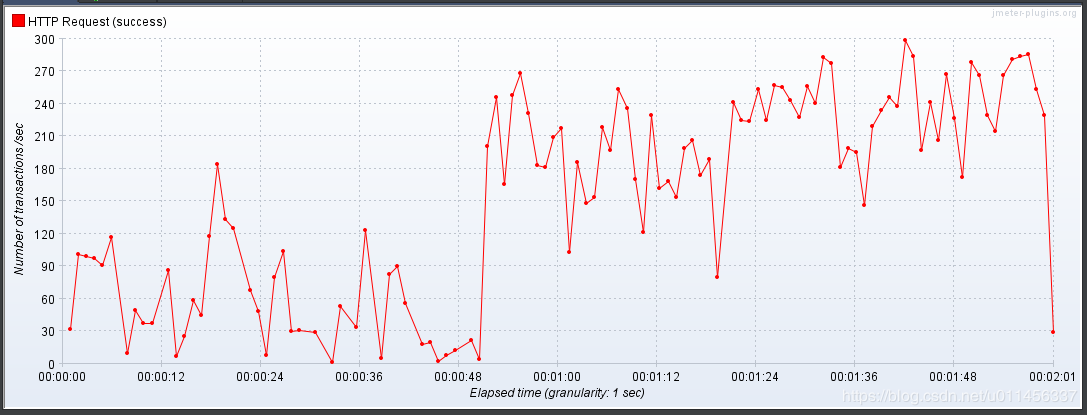 jmeter-plugins.org
HTTP Request (success)
300
270
240
210
180
150
120
90
60
30
0
Number of transactions /sec
00:00:00 00:00:12 00:00:24 00:00:36 00:00:48 00:01:00 00:01:12 00:01:24 00:01:36 00:01:48 00:02:01
Elapsed time (granularity: 1 sec)
https://blog.csdn.net/u011456337